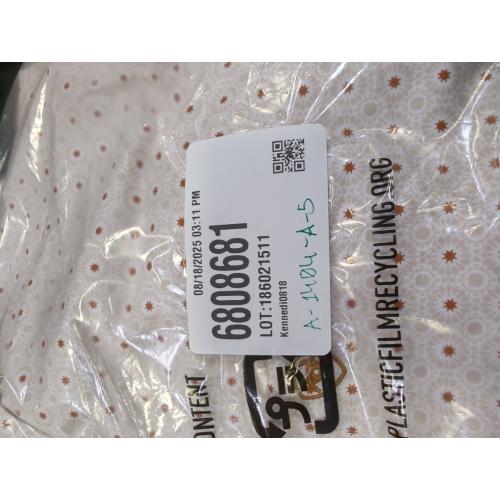 08/18/2025 03:11 PM
6808681
LOT:186021511
Kennedi0818
A-1404-A-5
CONTENT
PLASTICFILMRECYCLING.ORG